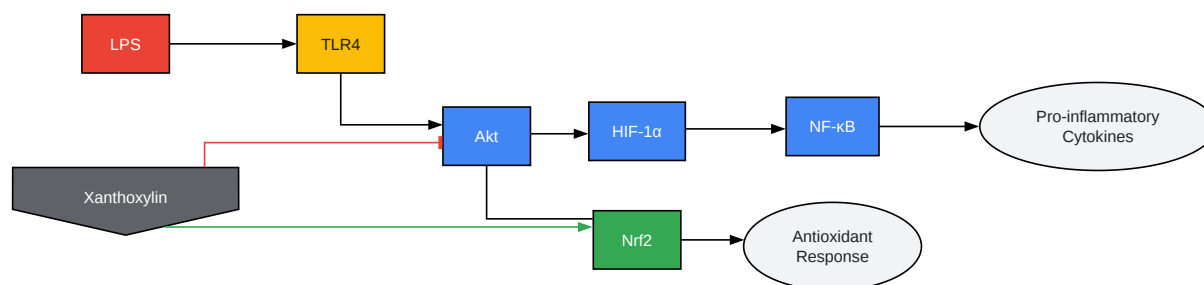 LPS
TLR4
Akt
HIF-1α
NF-κB
Pro-inflammatory
Cytokines
Xanthoxylin
Nrf2
Antioxidant
Response